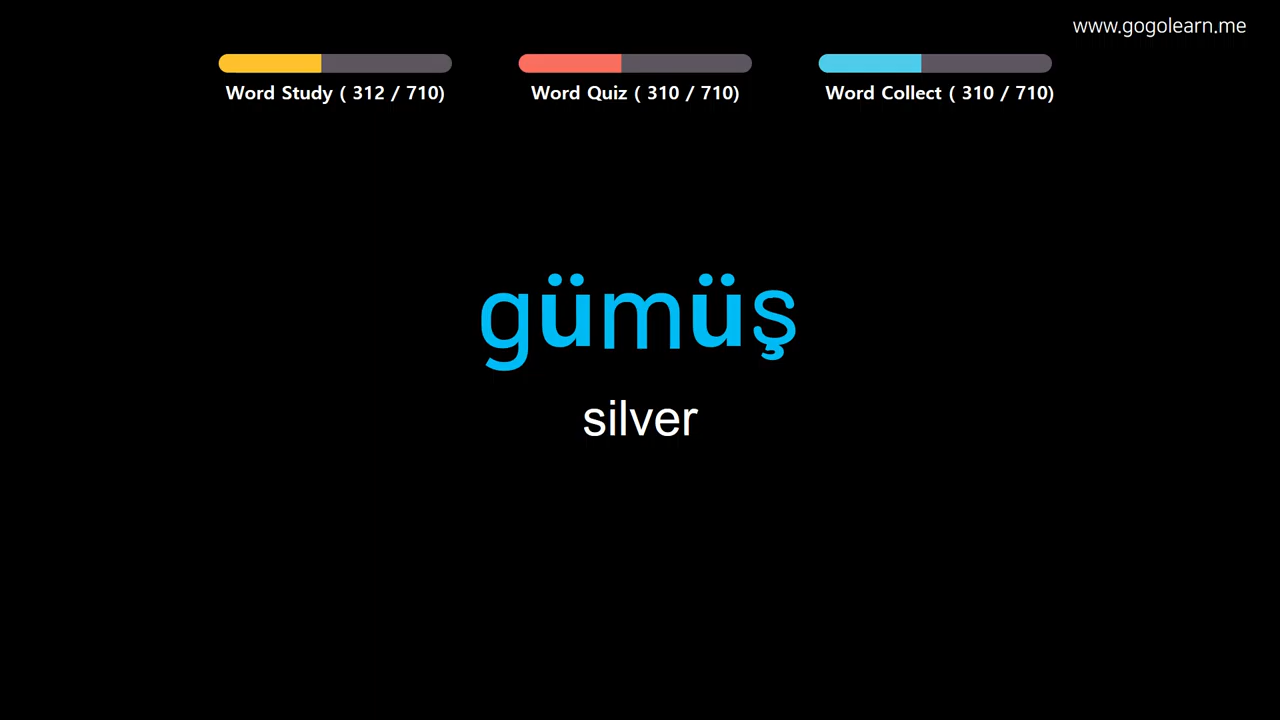 www.gogolearn.me
Word Study ( 312 / 710)
Word Quiz ( 310 / 710)
Word Collect ( 310 / 710)
gümüş
silver